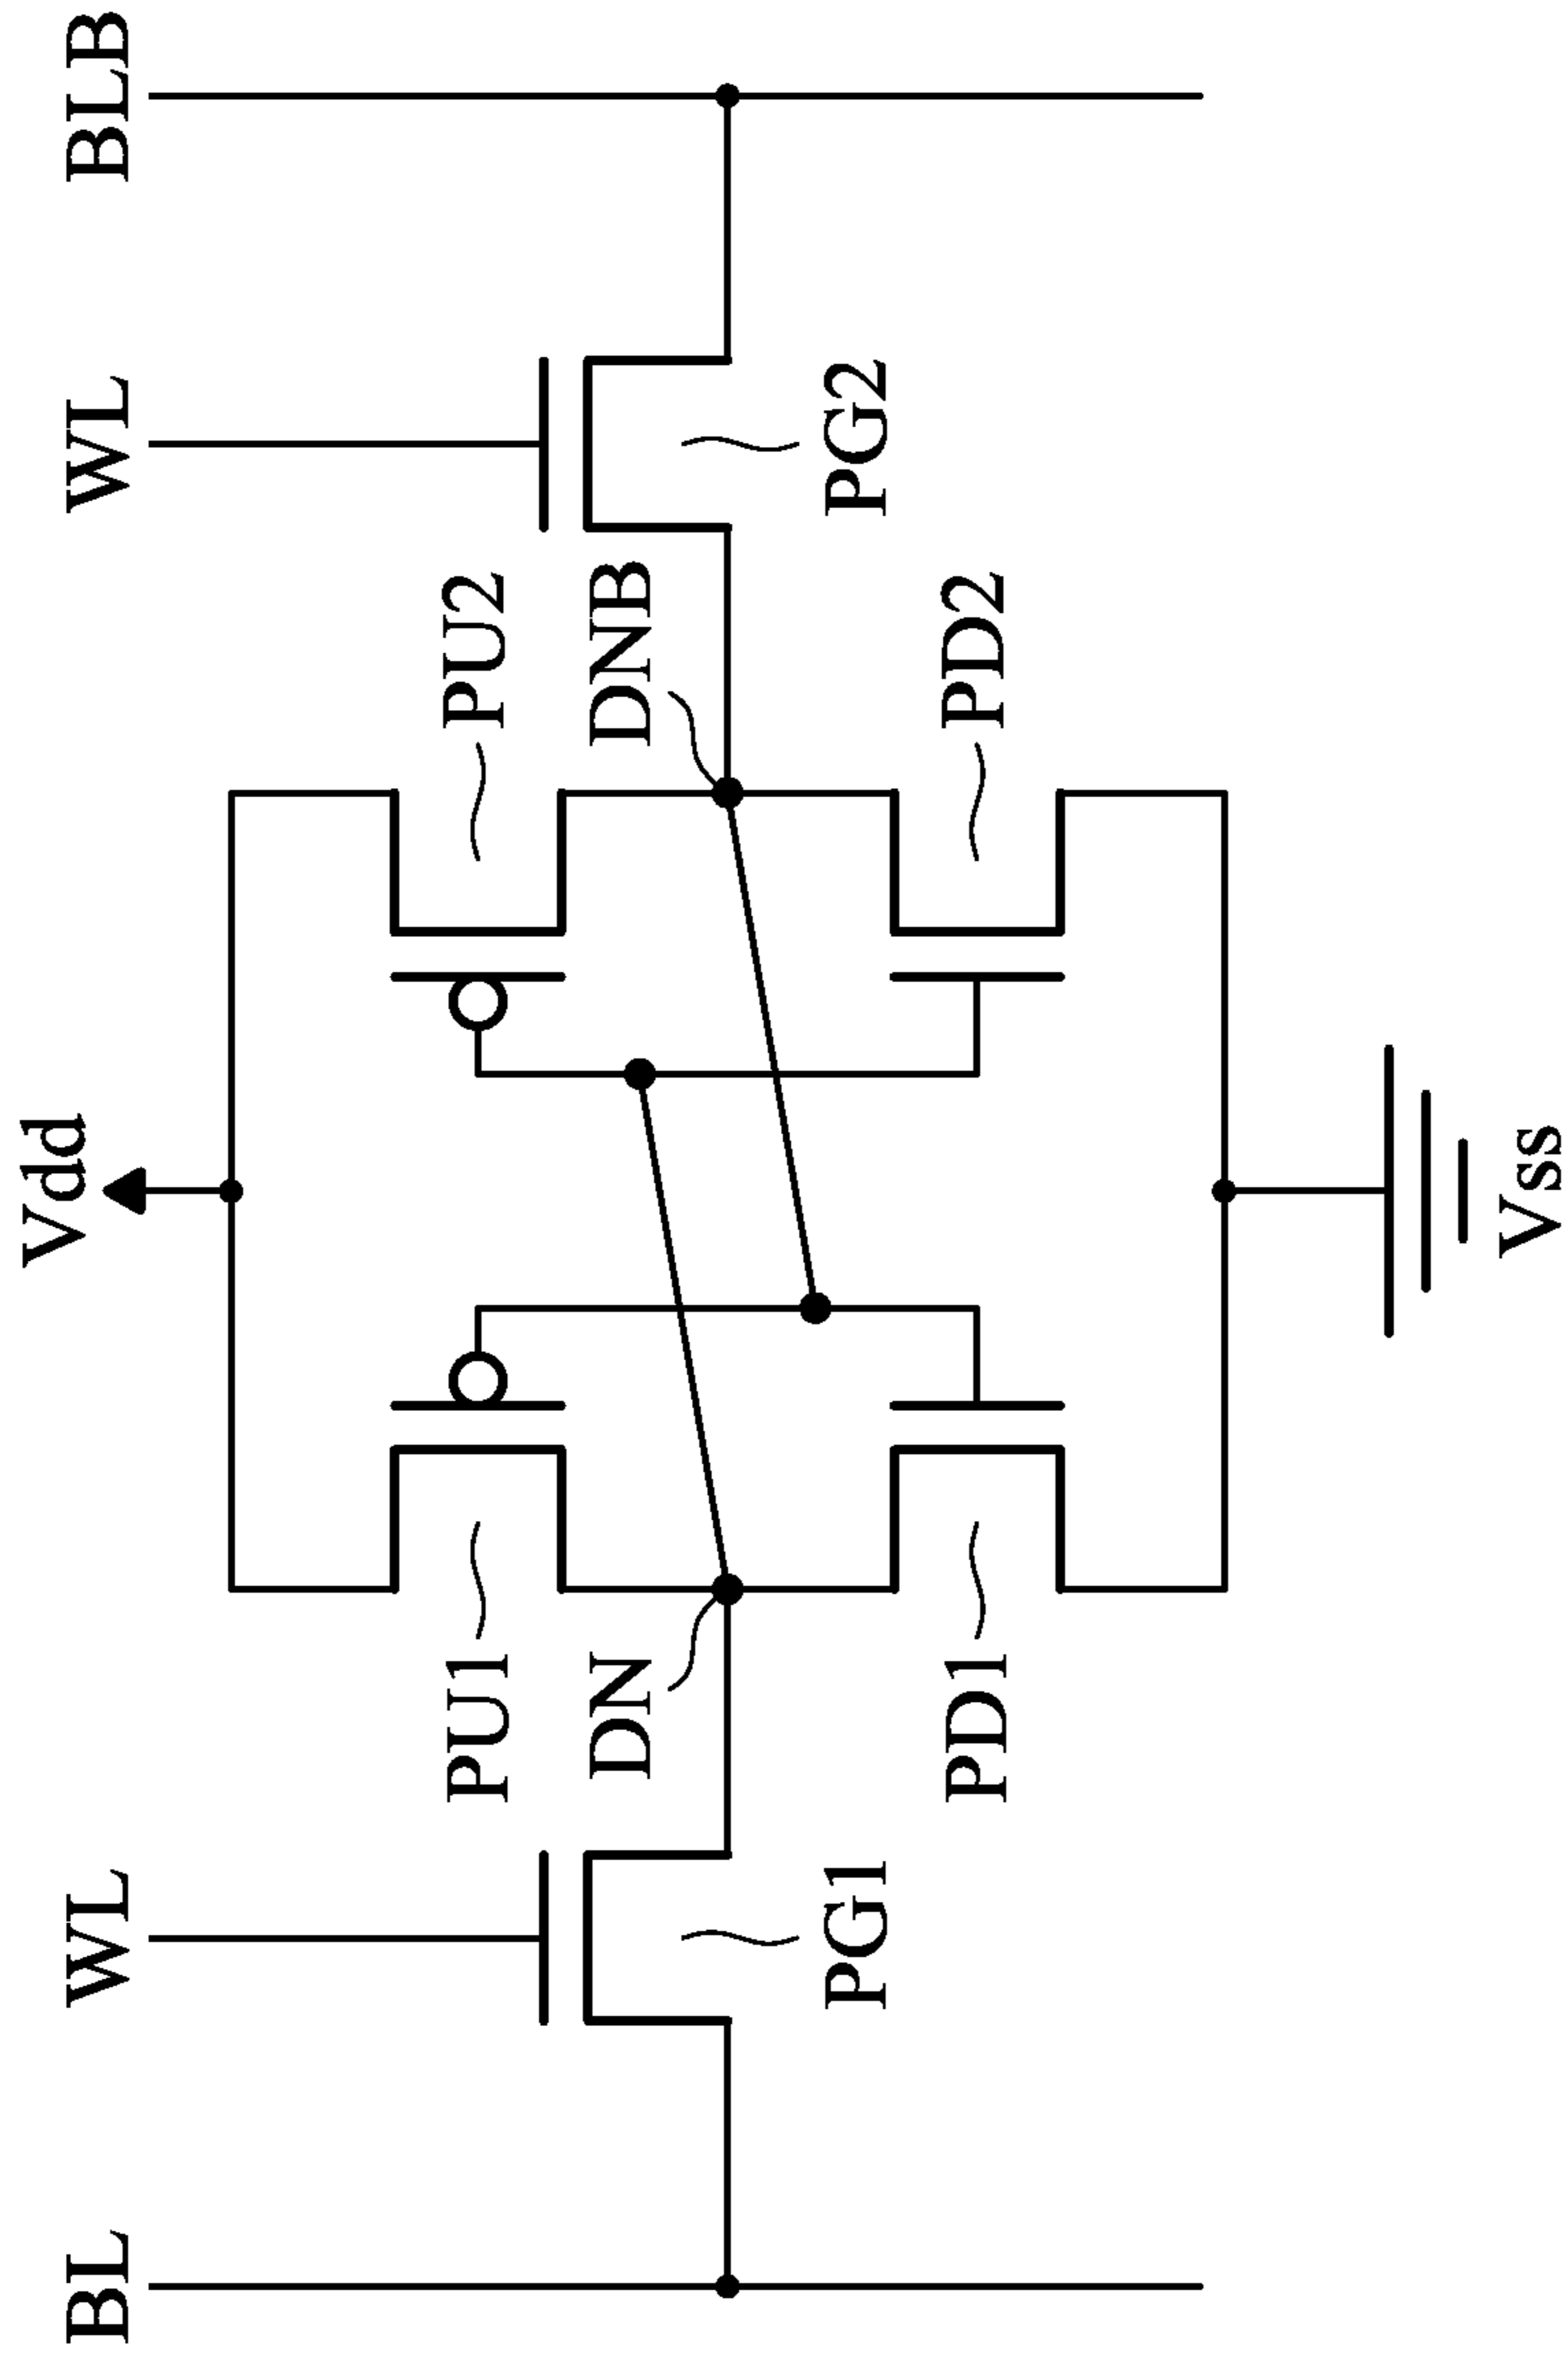 Vdd
BL
WL
WL
BLB
PU1
PU2
DN
DNB
PG1
PG2
PD1
PD2
Vss